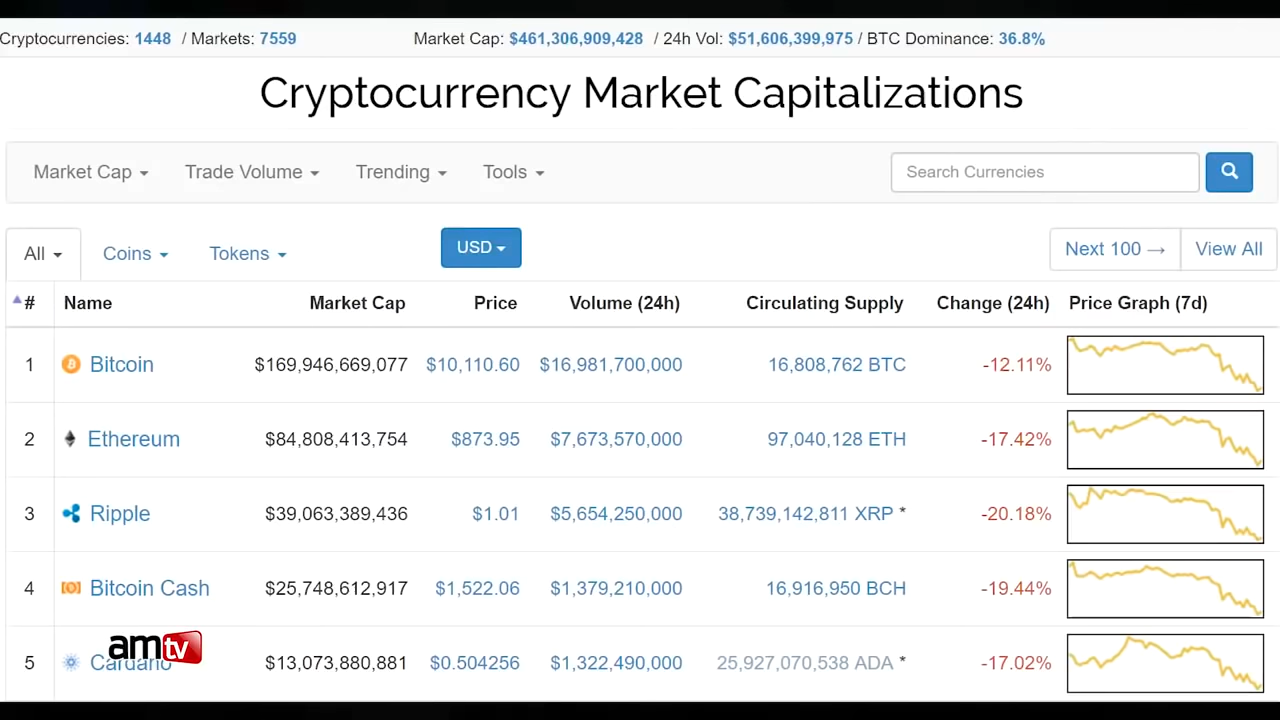 Cryptocurrencies: 1448 / Markets: 7559 Market Cap: $461,306,909,428 / 24h Vol: $51,606,399,975 / BTC Dominance: 36.8%
Cryptocurrency Market Capitalizations
Market Cap Trade Volume Trending Tools Search Currencies
All Coins Tokens USD Next 100 → View All
# Name Market Cap Price Volume (24h) Circulating Supply Change (24h) Price Graph (7d)
1 Bitcoin $169,946,669,077 $10,110.60 $16,981,700,000 16,808,762 BTC -12.11%
2 Ethereum $84,808,413,754 $873.95 $7,673,570,000 97,040,128 ETH -17.42%
3 Ripple $39,063,389,436 $1.01 $5,654,250,000 38,739,142,811 XRP * -20.18%
4 Bitcoin Cash $25,748,612,917 $1,522.06 $1,379,210,000 16,916,950 BCH -19.44%
amtv
5 Cardano $13,073,880,881 $0.504256 $1,322,490,000 25,927,070,538 ADA * -17.02%